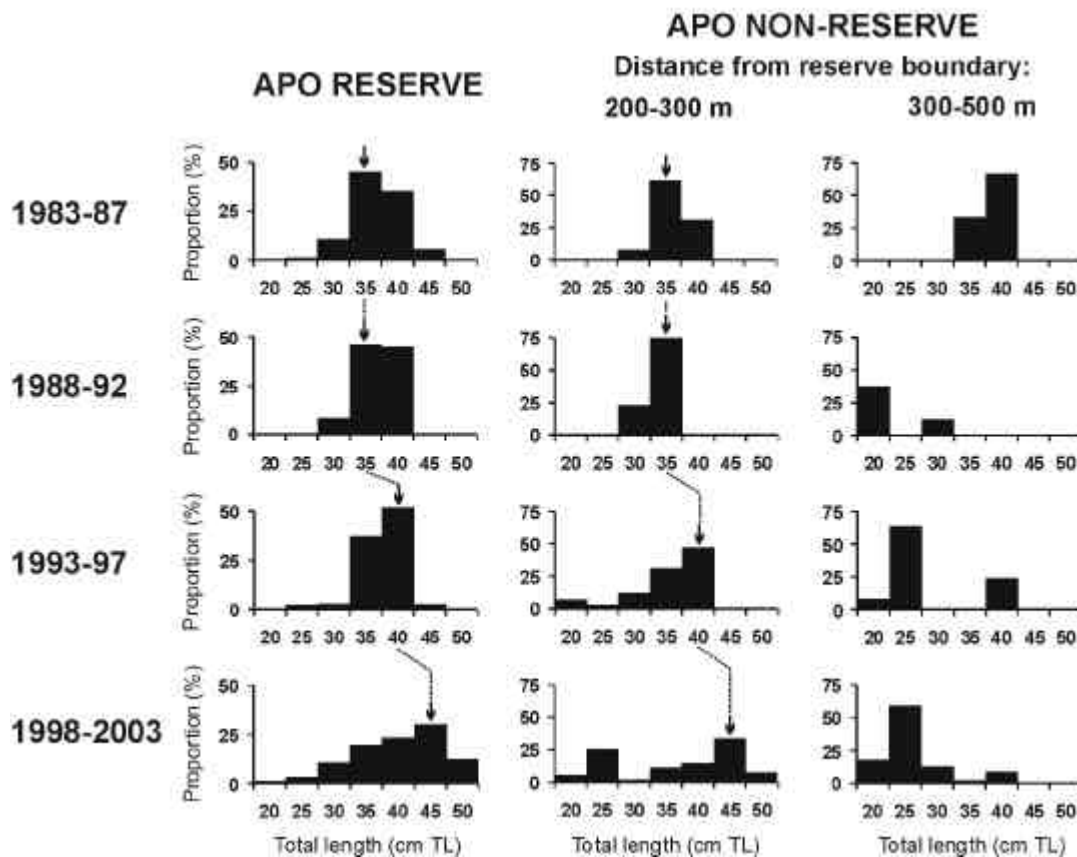 APO NON-RESERVE
APO RESERVE
Distance from reserve boundary:
200-300 m
300-500 m
1983-87
Proportion (%)
50
25
0
20 25 30 35 40 45 50
75
50
25
0
20 25 30 35 40 45 50
75
50
25
0
20 25 30 35 40 45 50
1988-92
Proportion (%)
50
25
0
20 25 30 35 40 45 50
75
50
25
0
20 25 30 35 40 45 50
75
50
25
0
20 25 30 35 40 45 50
1993-97
Proportion (%)
50
25
0
20 25 30 35 40 45 50
75
50
25
0
20 25 30 35 40 45 50
75
50
25
0
20 25 30 35 40 45 50
1998-2003
Proportion (%)
50
25
0
20 25 30 35 40 45 50
75
50
25
0
20 25 30 35 40 45 50
75
50
25
0
20 25 30 35 40 45 50
Total length (cm TL)
Total length (cm TL)
Total length (cm TL)